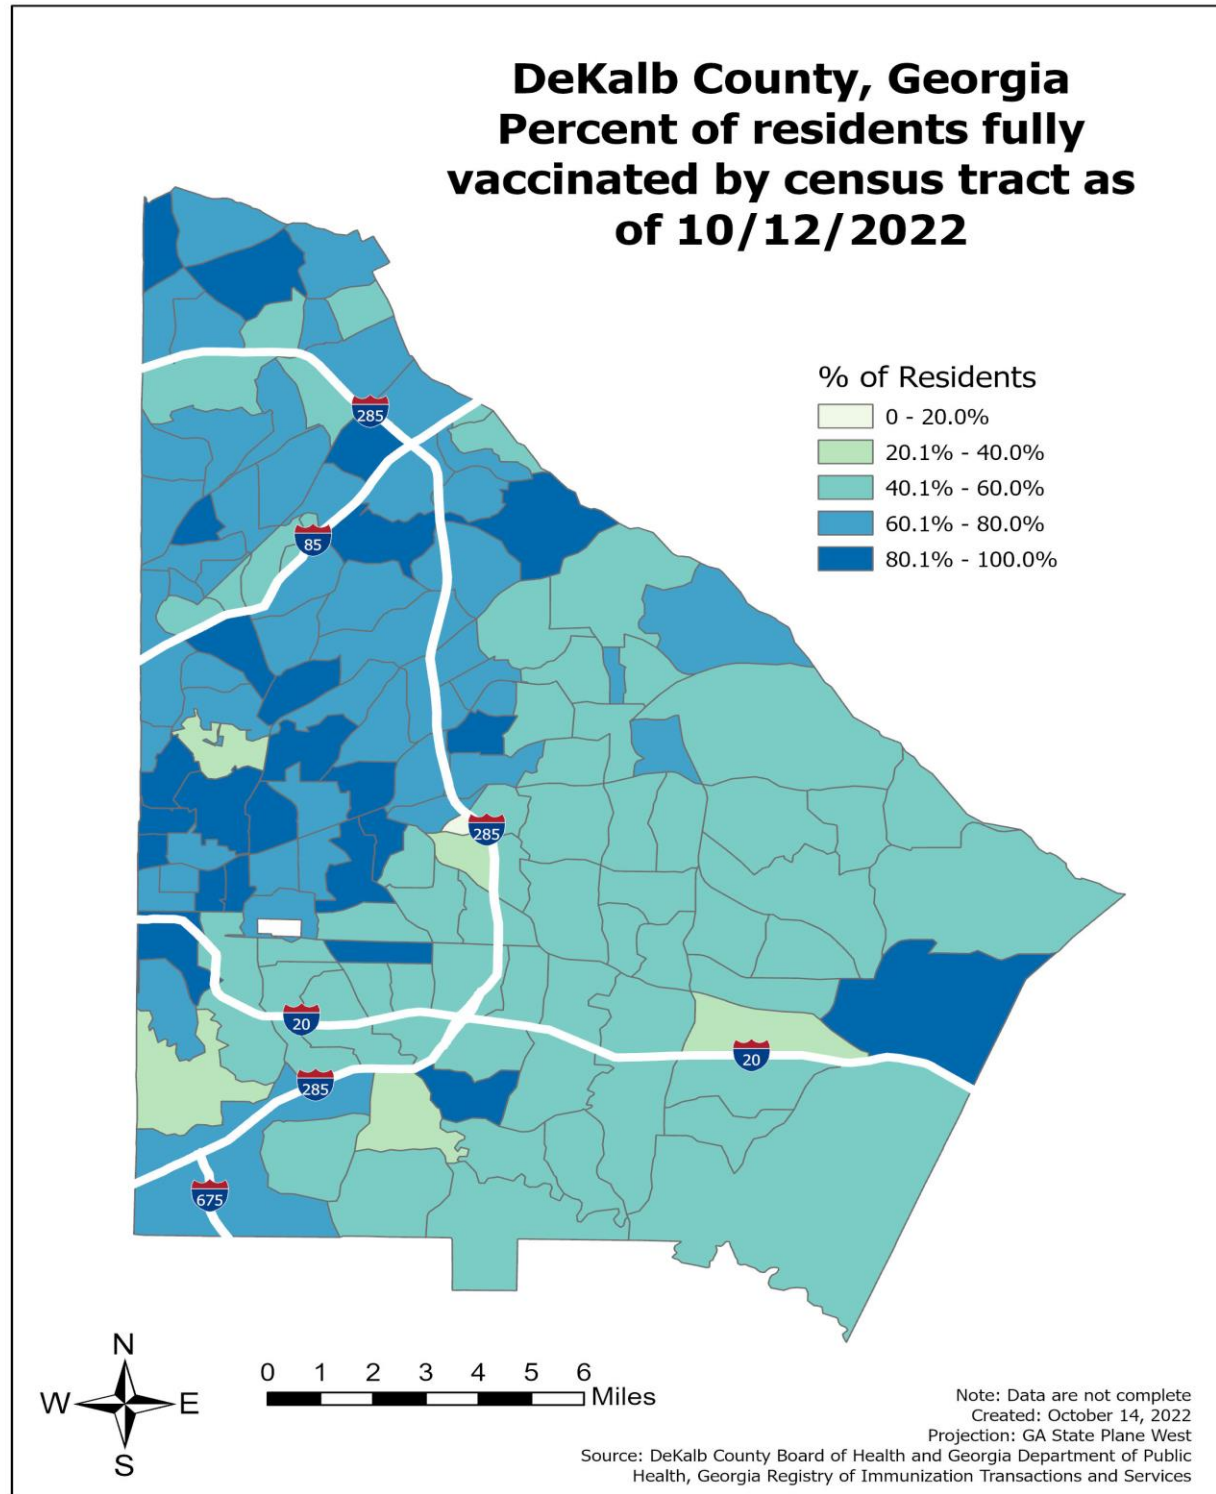 DeKalb County, Georgia
Percent of residents fully
vaccinated by census tract as
of 10/12/2022
% of Residents
0 - 20.0%
20.1% - 40.0%
40.1% - 60.0%
60.1% - 80.0%
80.1% - 100.0%
285
85
285
20
20
285
675
N
W E
S
0 1 2 3 4 5 6
Miles
Note: Data are not complete
Created: October 14, 2022
Projection: GA State Plane West
Source: DeKalb County Board of Health and Georgia Department of Public
Health, Georgia Registry of Immunization Transactions and Services